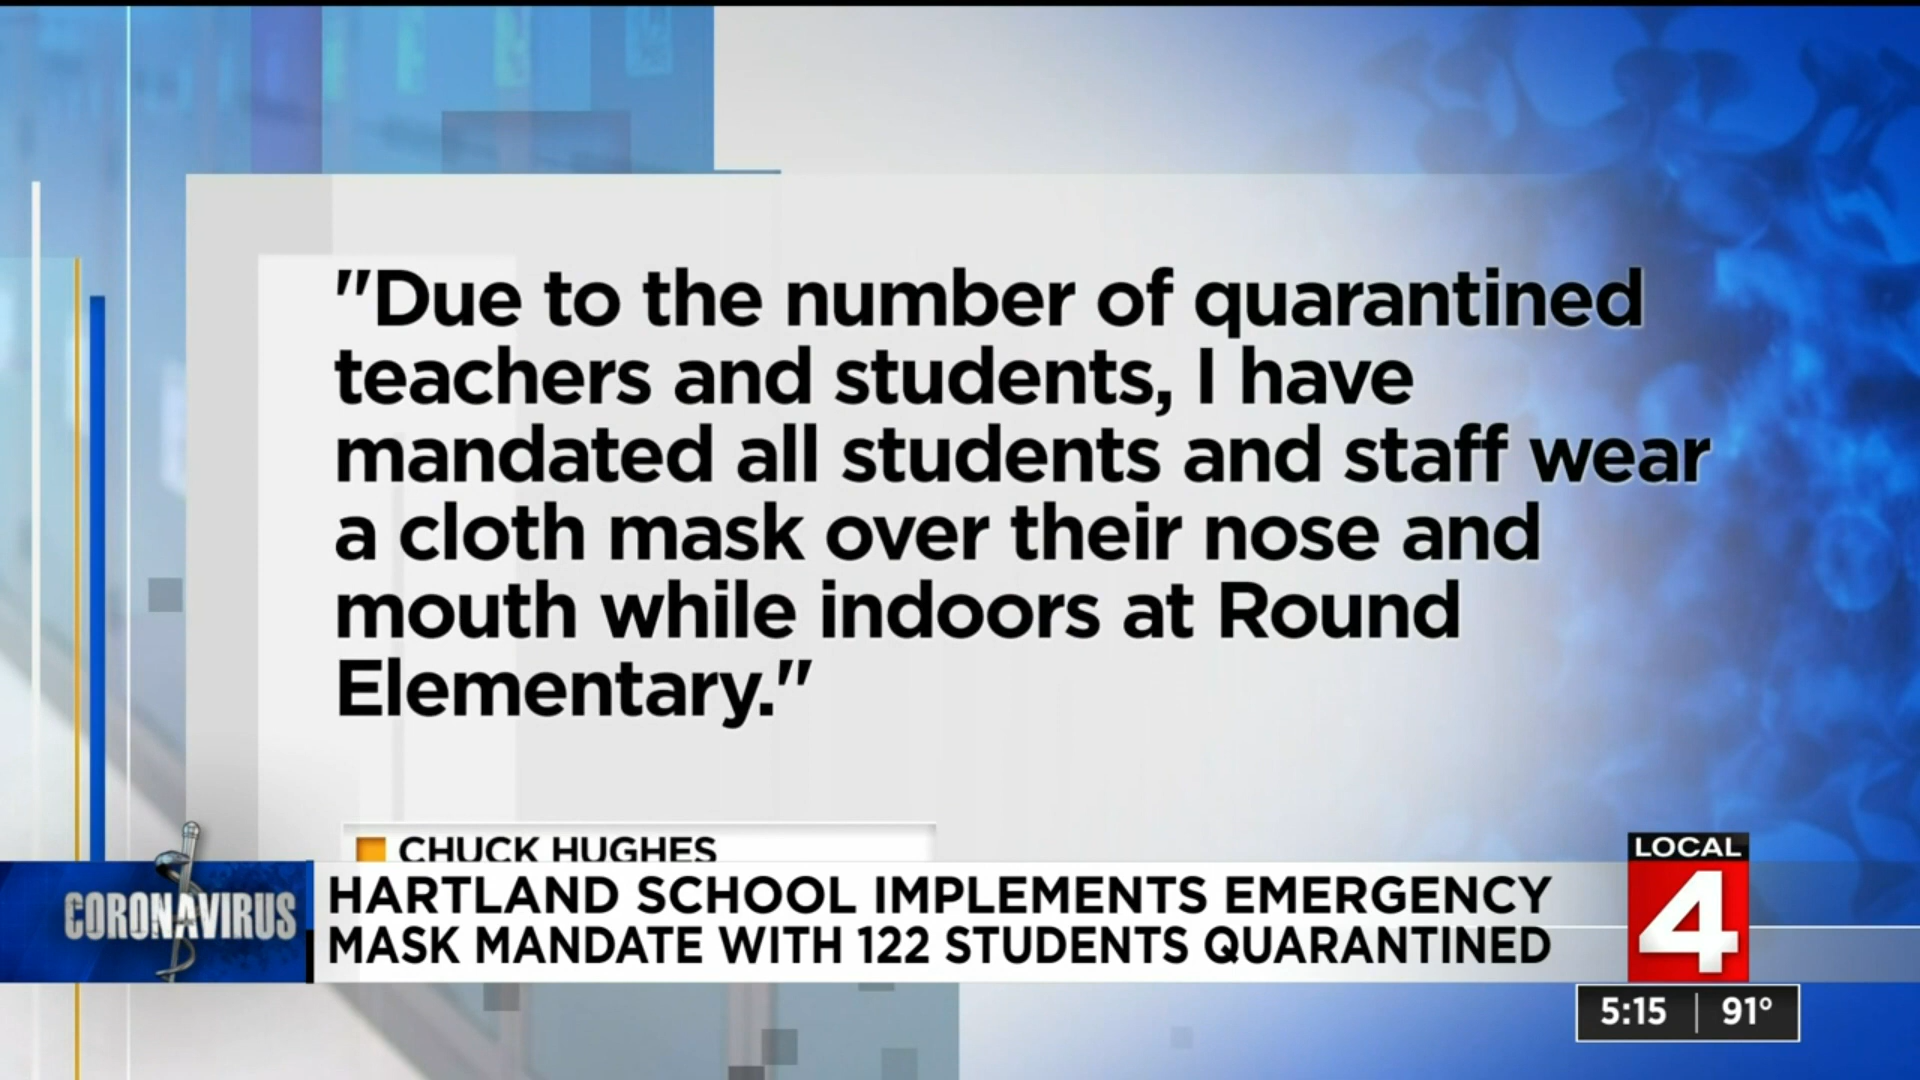 "Due to the number of quarantined
teachers and students, I have
mandated all students and staff wear
a cloth mask over their nose and
mouth while indoors at Round
Elementary."
CHUCK HUGHES
CORONAVIRUS
HARTLAND SCHOOL IMPLEMENTS EMERGENCY
MASK MANDATE WITH 122 STUDENTS QUARANTINED
LOCAL
4
5:15 91°